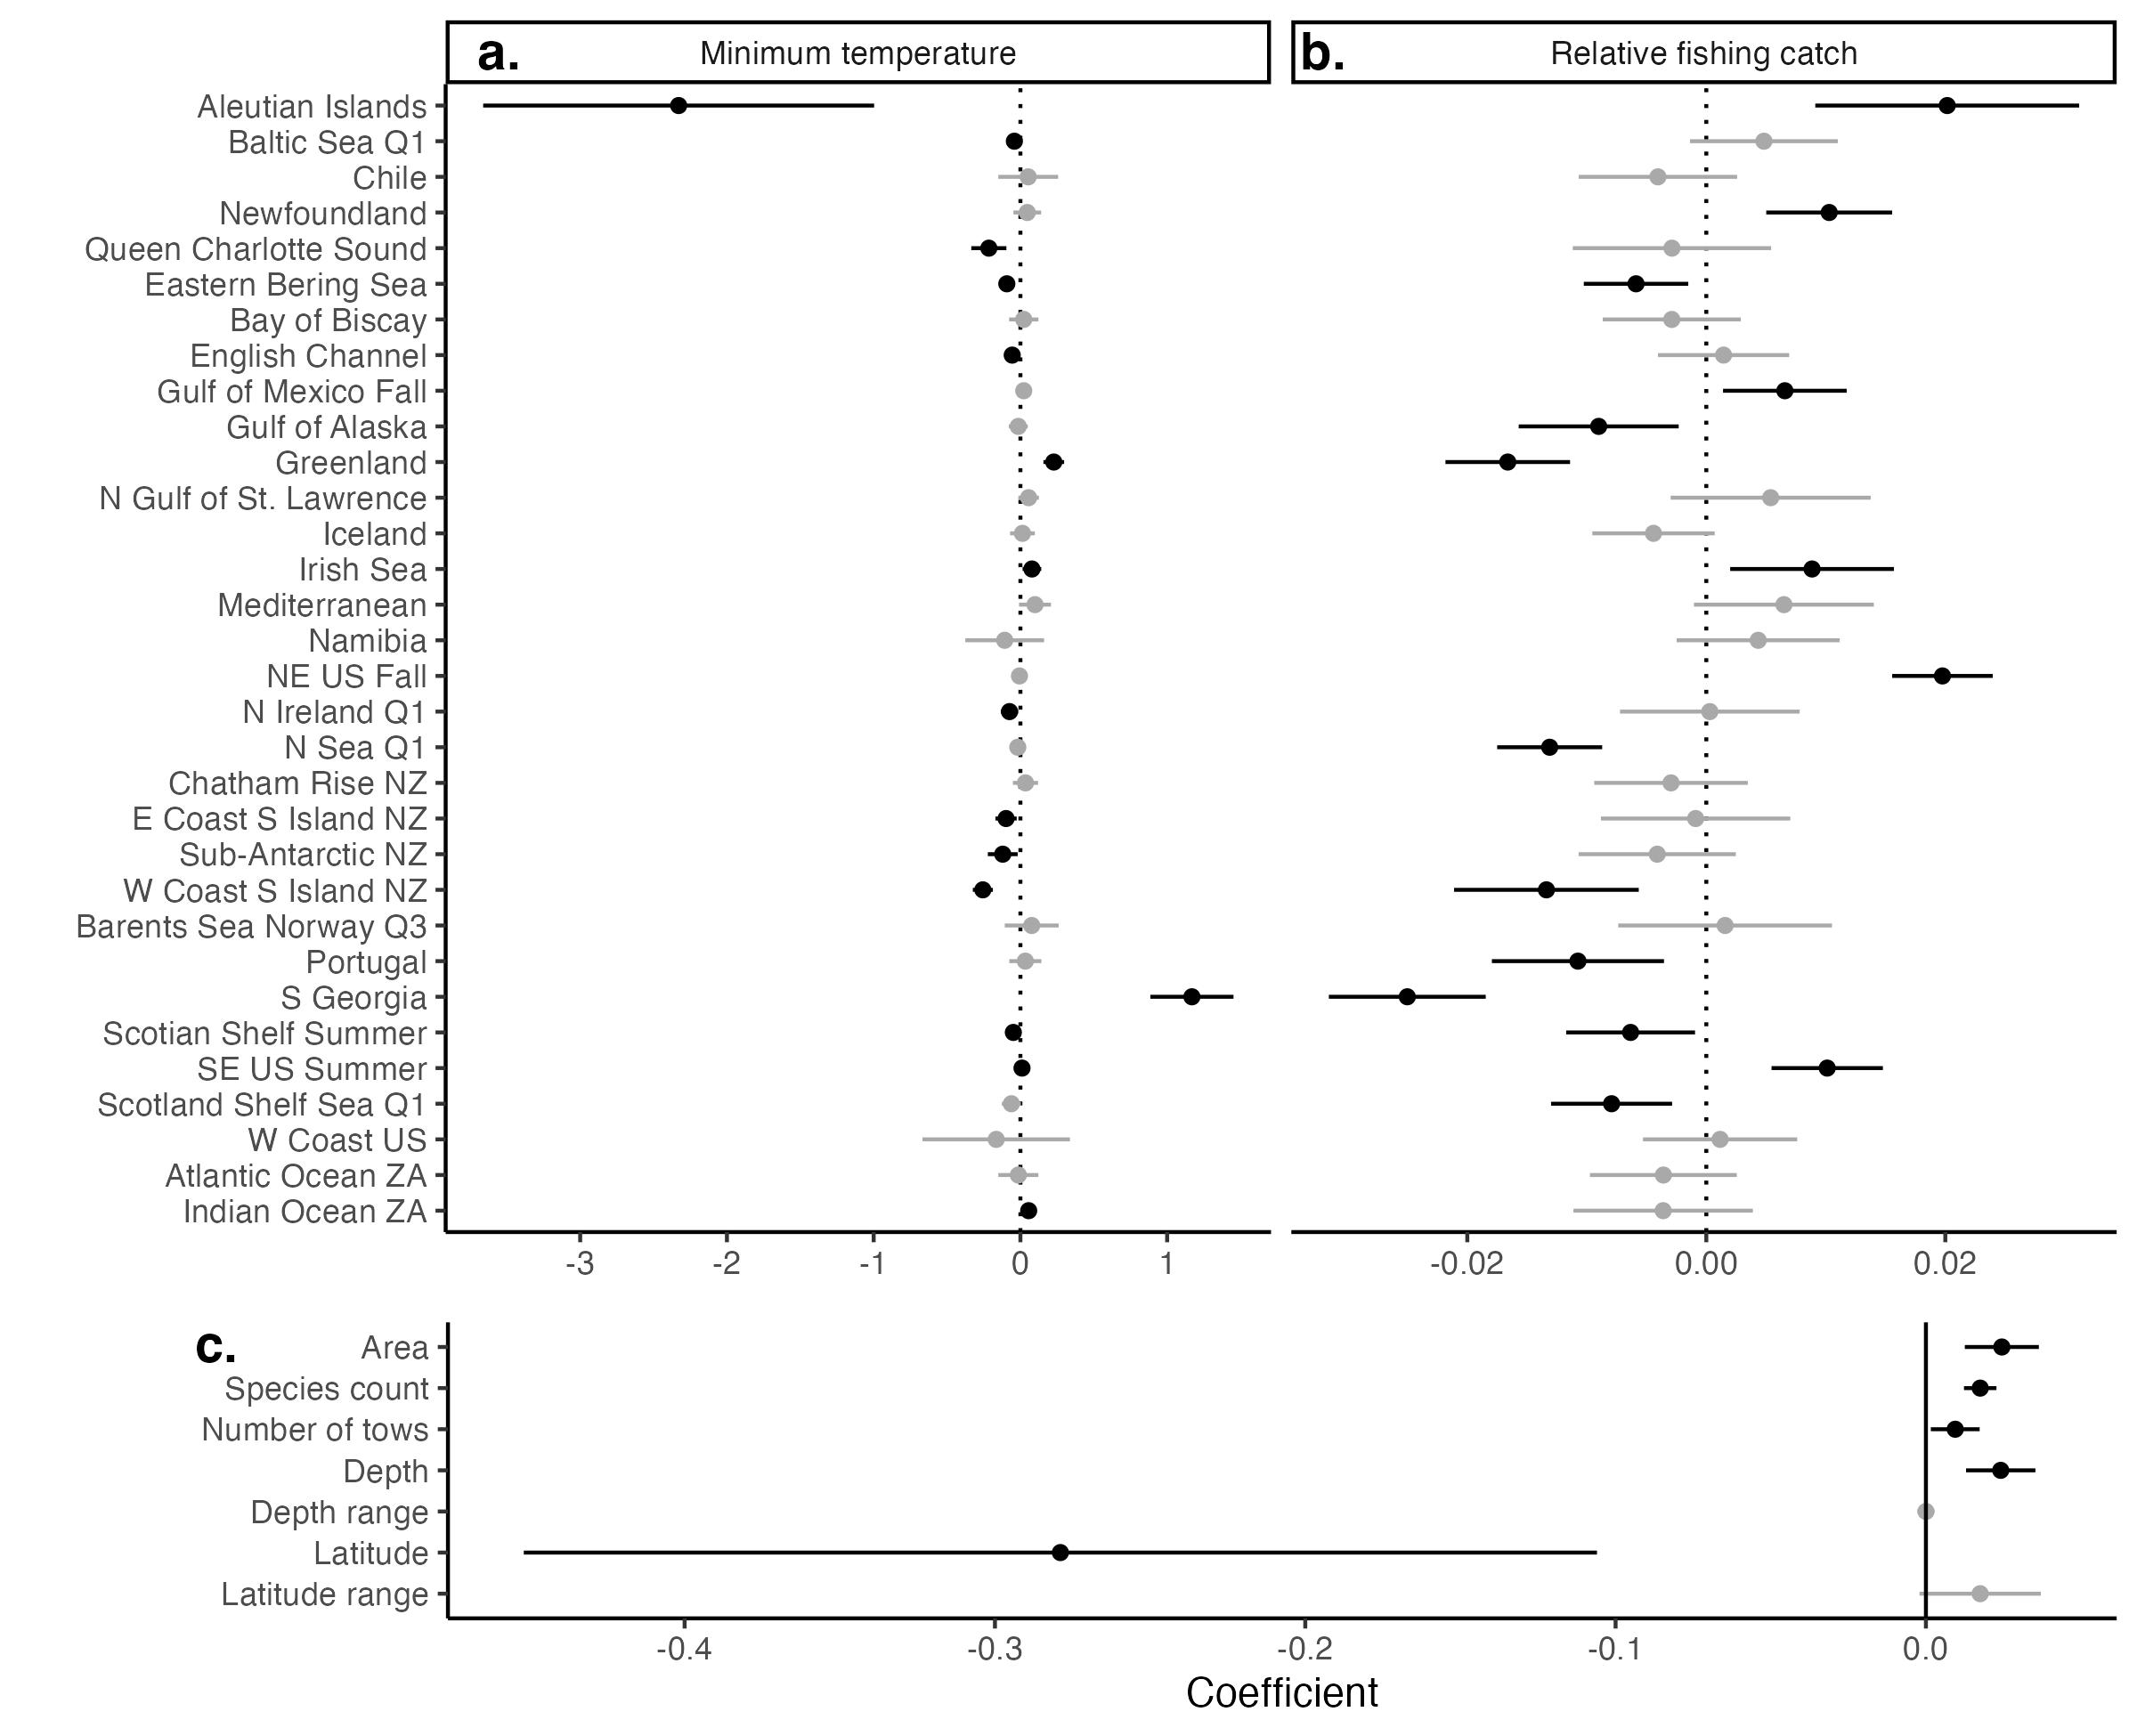 a. Minimum temperature
b. Relative fishing catch
Aleutian Islands
Baltic Sea Q1
Chile
Newfoundland
Queen Charlotte Sound
Eastern Bering Sea
Bay of Biscay
English Channel
Gulf of Mexico Fall
Gulf of Alaska
Greenland
N Gulf of St. Lawrence
Iceland
Irish Sea
Mediterranean
Namibia
NE US Fall
N Ireland Q1
N Sea Q1
Chatham Rise NZ
E Coast S Island NZ
Sub-Antarctic NZ
W Coast S Island NZ
Barents Sea Norway Q3
Portugal
S Georgia
Scotian Shelf Summer
SE US Summer
Scotland Shelf Sea Q1
W Coast US
Atlantic Ocean ZA
Indian Ocean ZA
-3 -2 -1 0 1
-0.02 0.00 0.02
c.
Area
Species count
Number of tows
Depth
Depth range
Latitude
Latitude range
-0.4 -0.3 -0.2 -0.1 0.0
Coefficient